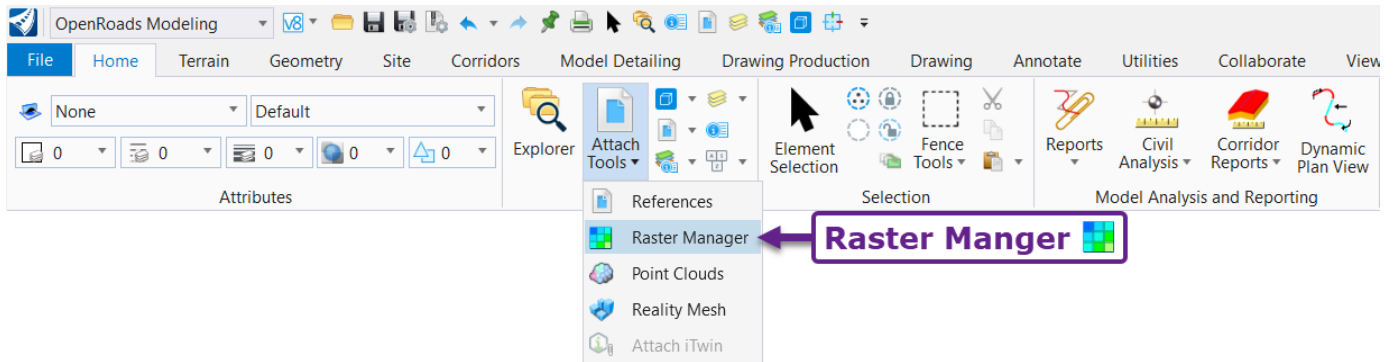 OpenRoads Modeling
File Home Terrain Geometry Site Corridors Model Detailing Drawing Production Drawing Annotate Utilities Collaborate View
None Default
0 0 0 0 0
Attributes
Explorer
Attach Tools
Element Selection
Fence Tools
Selection
Reports
Civil Analysis
Corridor Reports
Dynamic Plan View
Model Analysis and Reporting
References
Raster Manager
Raster Manger
Point Clouds
Reality Mesh
Attach iTwin